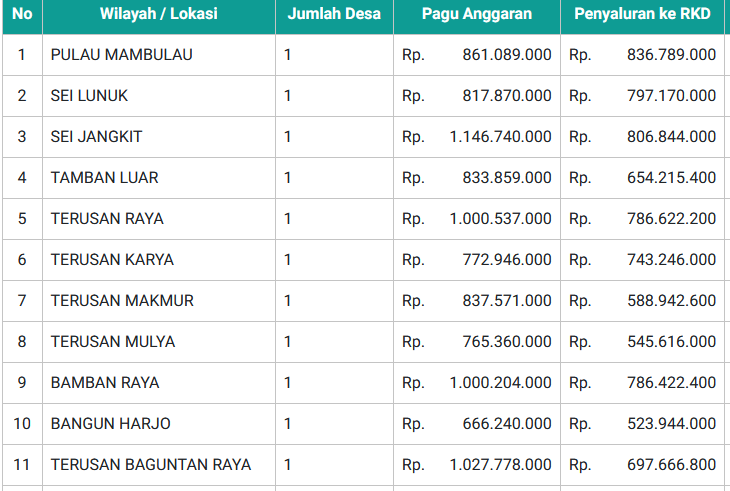 No Wilayah / Lokasi Jumlah Desa Pagu Anggaran Penyaluran ke RKD
1 PULAU MAMBULAU 1 Rp. 861.089.000 Rp. 836.789.000
2 SEI LUNUK 1 Rp. 817.870.000 Rp. 797.170.000
3 SEI JANGKIT 1 Rp. 1.146.740.000 Rp. 806.844.000
4 TAMBAN LUAR 1 Rp. 833.859.000 Rp. 654.215.400
5 TERUSAN RAYA 1 Rp. 1.000.537.000 Rp. 786.622.200
6 TERUSAN KARYA 1 Rp. 772.946.000 Rp. 743.246.000
7 TERUSAN MAKMUR 1 Rp. 837.571.000 Rp. 588.942.600
8 TERUSAN MULYA 1 Rp. 765.360.000 Rp. 545.616.000
9 BAMBAN RAYA 1 Rp. 1.000.204.000 Rp. 786.422.400
10 BANGUN HARJO 1 Rp. 666.240.000 Rp. 523.944.000
11 TERUSAN BAGUNTAN RAYA 1 Rp. 1.027.778.000 Rp. 697.666.800